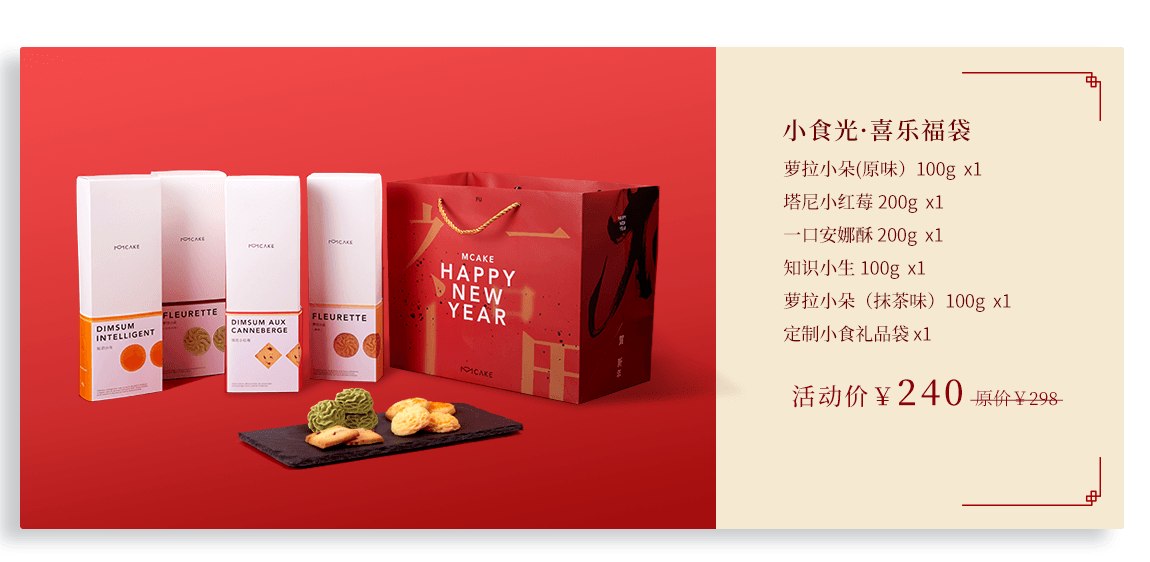 MCAKE
DIMSUM
INTELLIGENT
MCAKE
FLEURETTE
MCAKE
DIMSUM AUX
CANNEBERGE
MCAKE
FLEURETTE
FU
MCAKE
HAPPY
NEW
YEAR
MCAKE
HAPPY
NEW
YEAR
小食光·喜乐福袋
萝拉小朵(原味）100g x1
塔尼小红莓 200g x1
一口安娜酥 200g x1
知识小生 100g x1
萝拉小朵（抹茶味）100g x1
定制小食礼品袋 x1
活动价￥240 原价￥298